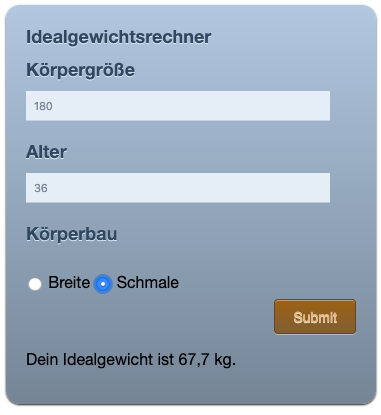 Idealgewichtsrechner
Körpergröße
180
Alter
36
Körperbau
Breite Schmale
Submit
Dein Idealgewicht ist 67,7 kg.